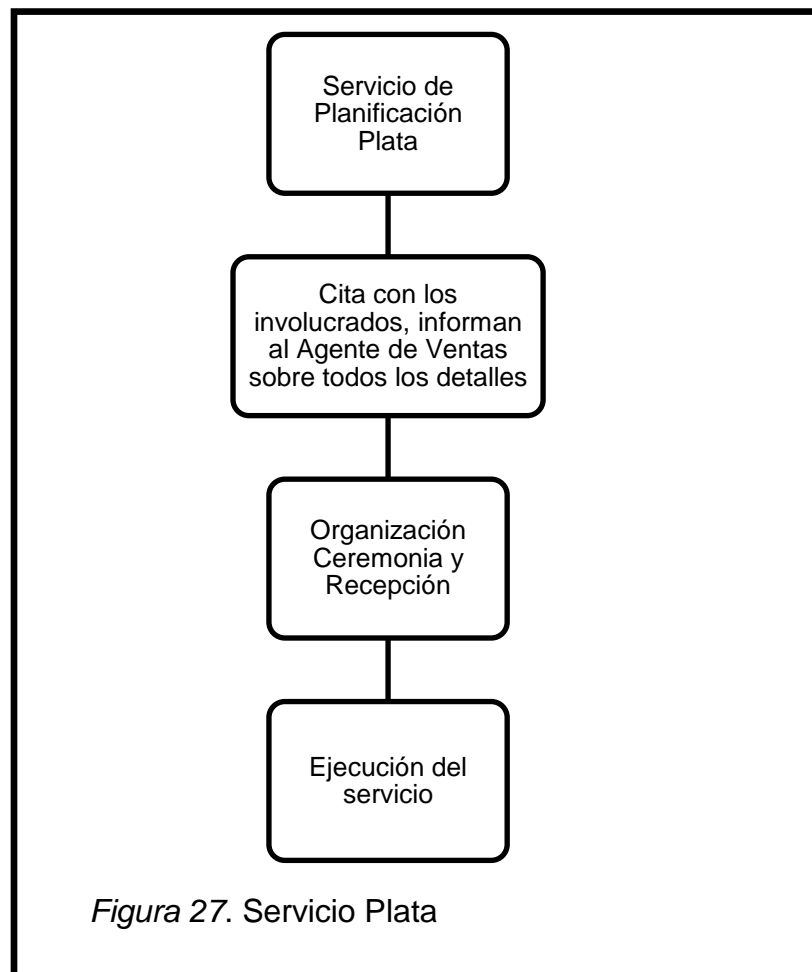 Servicio de
Planificación
Plata
Cita con los
involucrados, informan
al Agente de Ventas
sobre todos los detalles
Organización
Ceremonia y
Recepción
Ejecución del
servicio
Figura 27. Servicio Plata